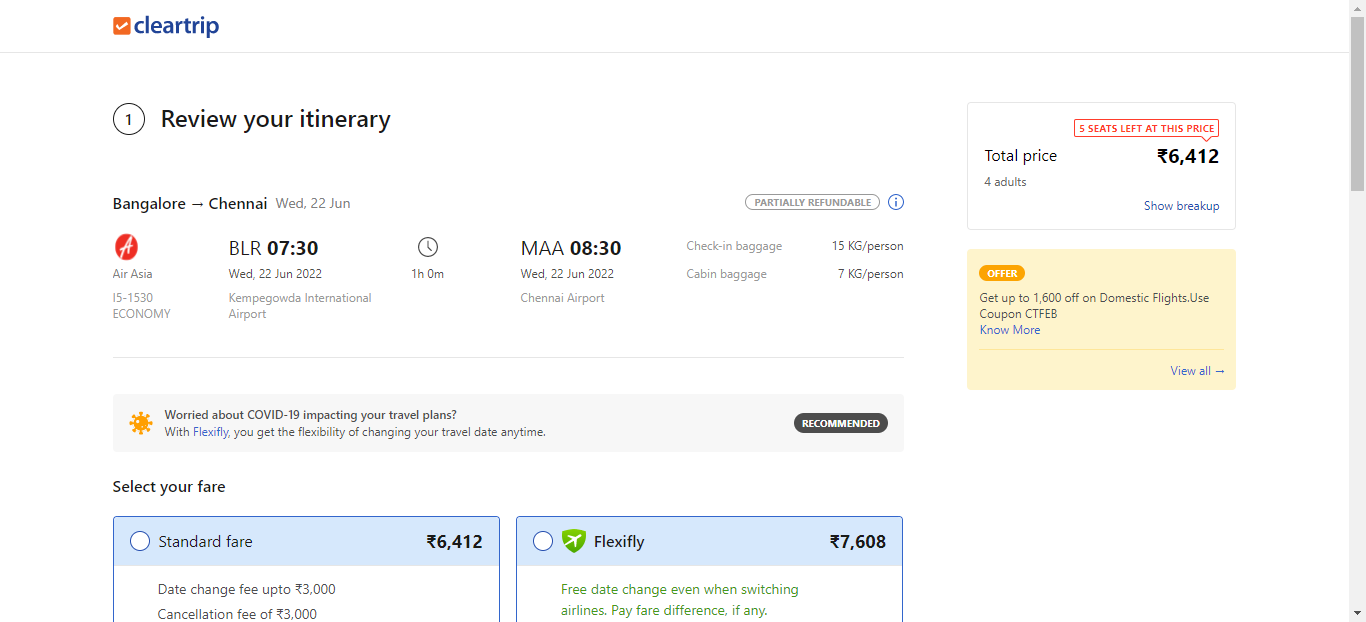 cleartrip
1 Review your itinerary
Bangalore → Chennai Wed, 22 Jun PARTIALLY REFUNDABLE
BLR 07:30 MAA 08:30 Check-in baggage 15 KG/person
Air Asia Wed, 22 Jun 2022 1h 0m Wed, 22 Jun 2022 Cabin baggage 7 KG/person
I5-1530 Kempegowda International Chennai Airport
ECONOMY Airport
Worried about COVID-19 impacting your travel plans?
With Flexifly, you get the flexibility of changing your travel date anytime.
RECOMMENDED
Select your fare
Standard fare ₹6,412
Date change fee upto ₹3,000
Cancellation fee of ₹3,000
Flexifly ₹7,608
Free date change even when switching
airlines. Pay fare difference, if any.
5 SEATS LEFT AT THIS PRICE
Total price ₹6,412
4 adults
Show breakup
OFFER
Get up to 1,600 off on Domestic Flights.Use
Coupon CTFEB
Know More
View all →